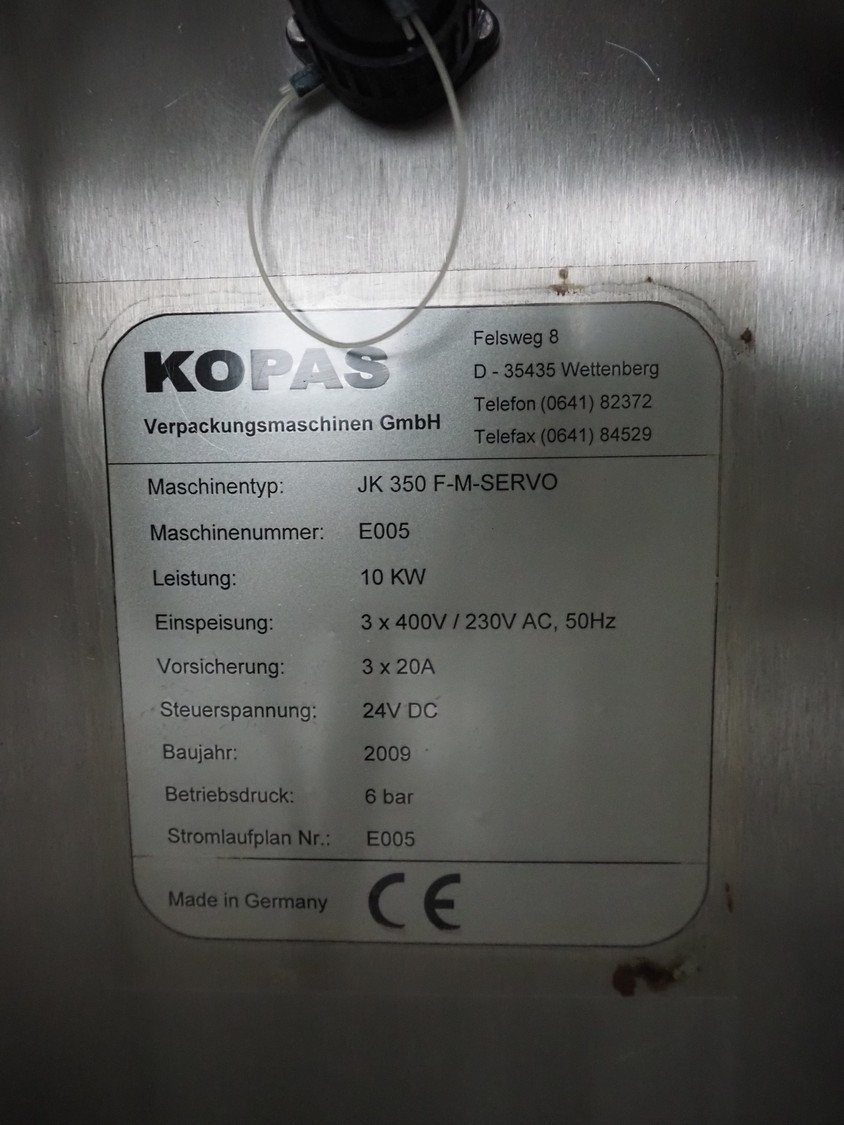 KOPAS
Verpackungsmaschinen GmbH
Felsweg 8
D - 35435 Wettenberg
Telefon (0641) 82372
Telefax (0641) 84529
Maschinentyp: JK 350 F-M-SERVO
Maschinenummer: E005
Leistung: 10 KW
Einspeisung: 3 x 400V / 230V AC, 50Hz
Vorsicherung: 3 x 20A
Steuerspannung: 24V DC
Baujahr: 2009
Betriebsdruck: 6 bar
Stromlaufplan Nr.: E005
Made in Germany CE